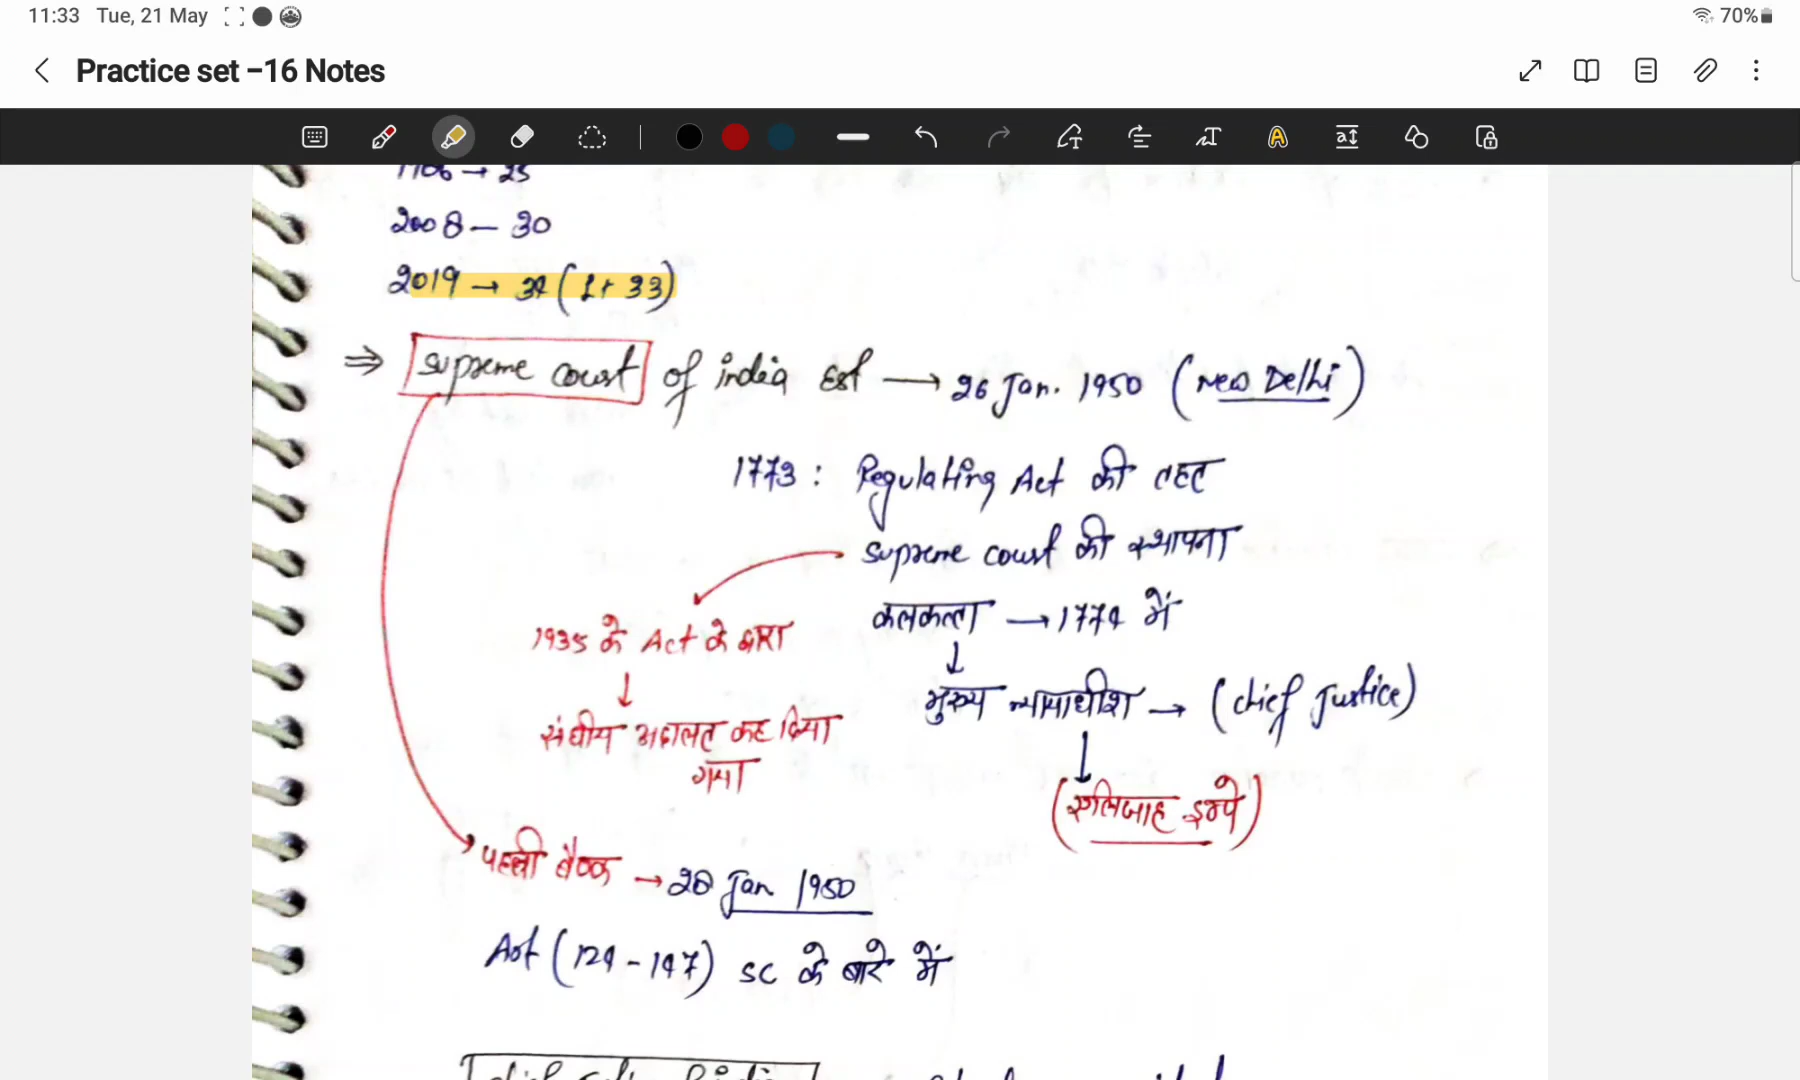 11:33 Tue, 21 May 70%
Practice set –16 Notes
→ 25
2008 — 30
2019 → 34 (1+33)
⇒ supreme court of india Est → 26 Jan. 1950 (New Delhi)
1773 : Regulating Act की तहत
supreme court की स्थापना
कलकत्ता → 1774 में
1935 के Act के द्वारा
↓
मुख्य न्यायाधीश → (chief Justice)
संघीय अदालत कह दिया
गया
(एलिजाह इम्पे)
पहली बैठक → 28 Jan 1950
Art (124 - 147) SC के बारे में